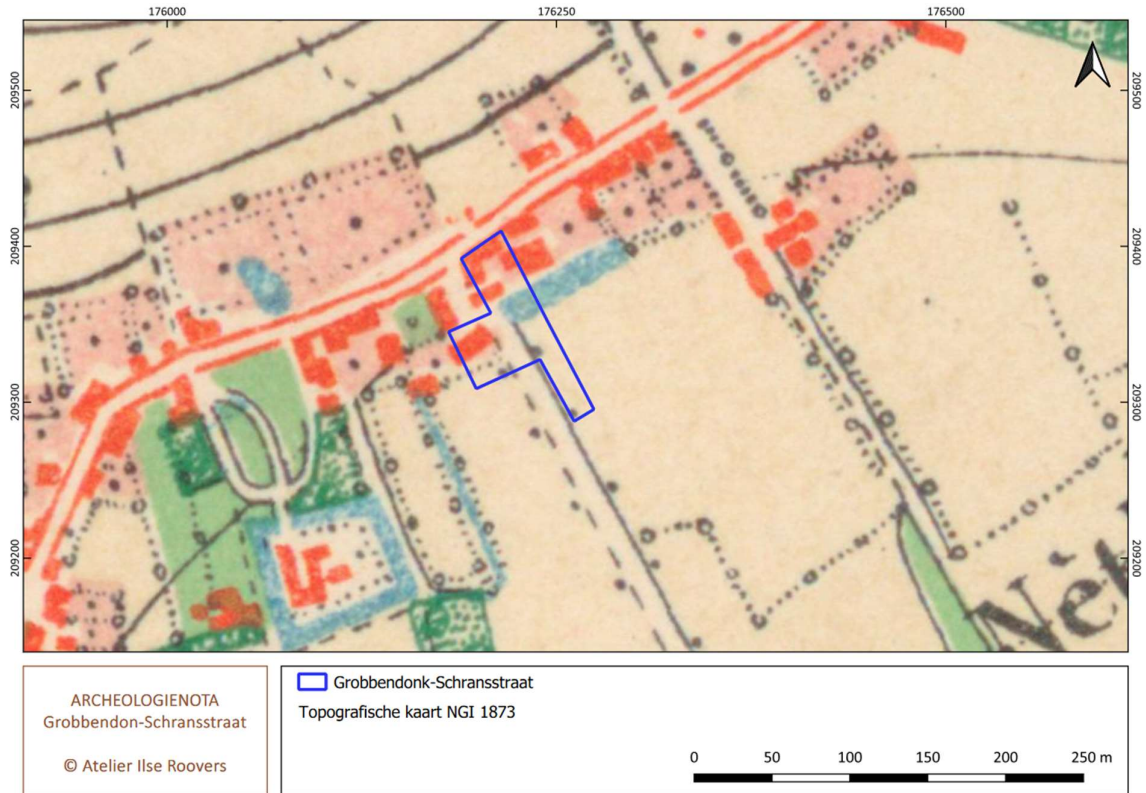 176000
176250
176500
209500
209500
209400
209400
209300
209300
209200
209200
ARCHEOLOGIENOTA
Grobbendon-Schransstraat
© Atelier Ilse Roovers
Grobbendonk-Schransstraat
Topografische kaart NGI 1873
0 50 100 150 200 250 m